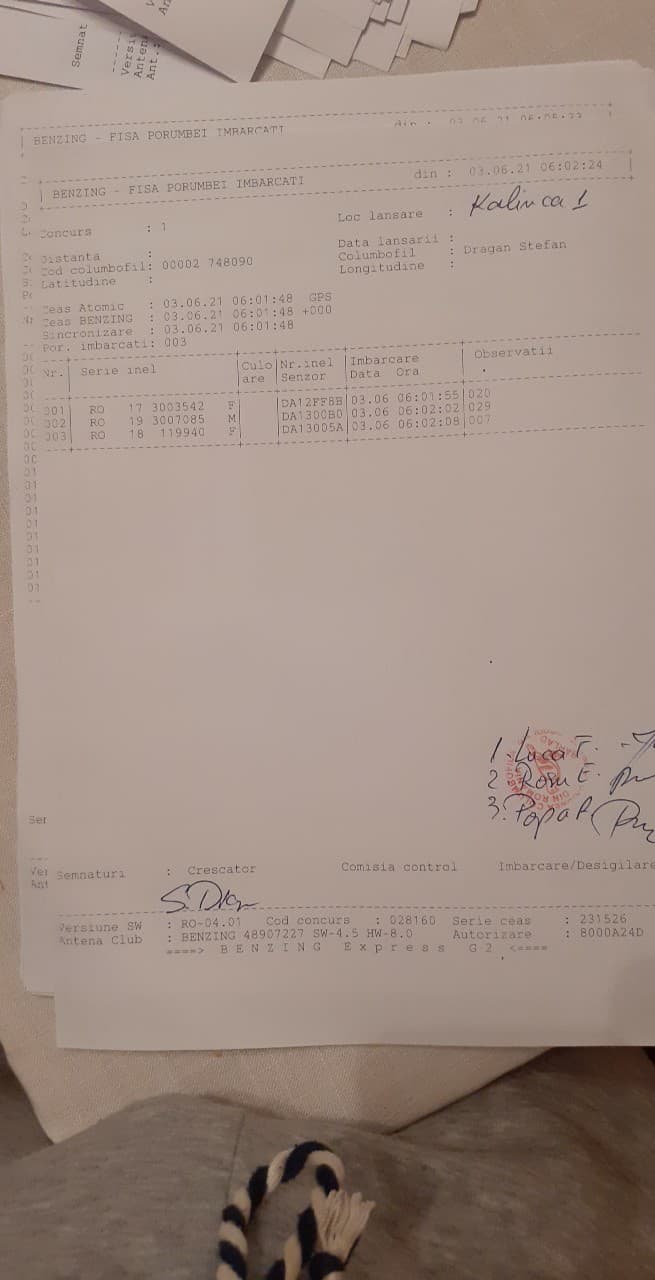 Semnat
Versi
Anten
Ant.:
BENZING - FISA PORUMBEI IMBARCATI
BENZING - FISA PORUMBEI IMBARCATI din : 03.06.21 06:02:24
Concurs : 1 Loc lansare : Kalinca 1
Distanta : Data lansarii :
Cod columbofil: 00002 748090 Columbofil : Dragan Stefan
Latitudine : Longitudine :
Ceas Atomic : 03.06.21 06:01:48 GPS
Ceas BENZING : 03.06.21 06:01:48 +000
Sincronizare : 03.06.21 06:01:48
Por. imbarcati: 003
Nr. Serie inel Culo Nr.inel Imbarcare Observatii
are Senzor Data Ora
001 RO 17 3003542 F DA12FF8B 03.06 06:01:55 020
002 RO 19 3007085 M DA1300B0 03.06 06:02:02 029
003 RO 18 119940 F DA13005A 03.06 06:02:08 007
1. Luca T.
2. Rosu E.
3. Popa P.
Ser
Ver
Ant
Semnaturi : Crescator Comisia control Imbarcare/Desigilare
Versiune SW : RO-04.01 Cod concurs : 028160 Serie ceas : 231526
Antena Club : BENZING 48907227 SW-4.5 HW-8.0 Autorizare : 8000A24D
====> B E N Z I N G E x p r e s s G 2 <====